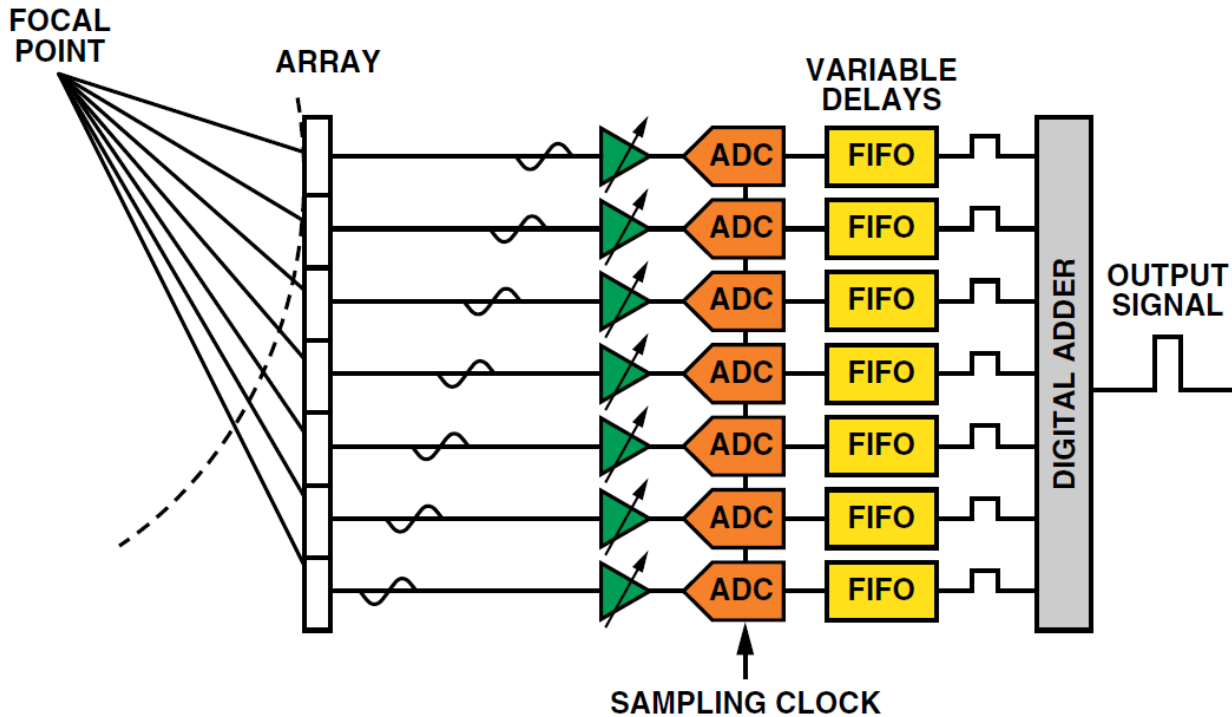 FOCAL
POINT
ARRAY
VARIABLE
DELAYS
ADC
FIFO
ADC
FIFO
ADC
FIFO
ADC
FIFO
ADC
FIFO
ADC
FIFO
ADC
FIFO
DIGITAL ADDER
OUTPUT
SIGNAL
SAMPLING CLOCK